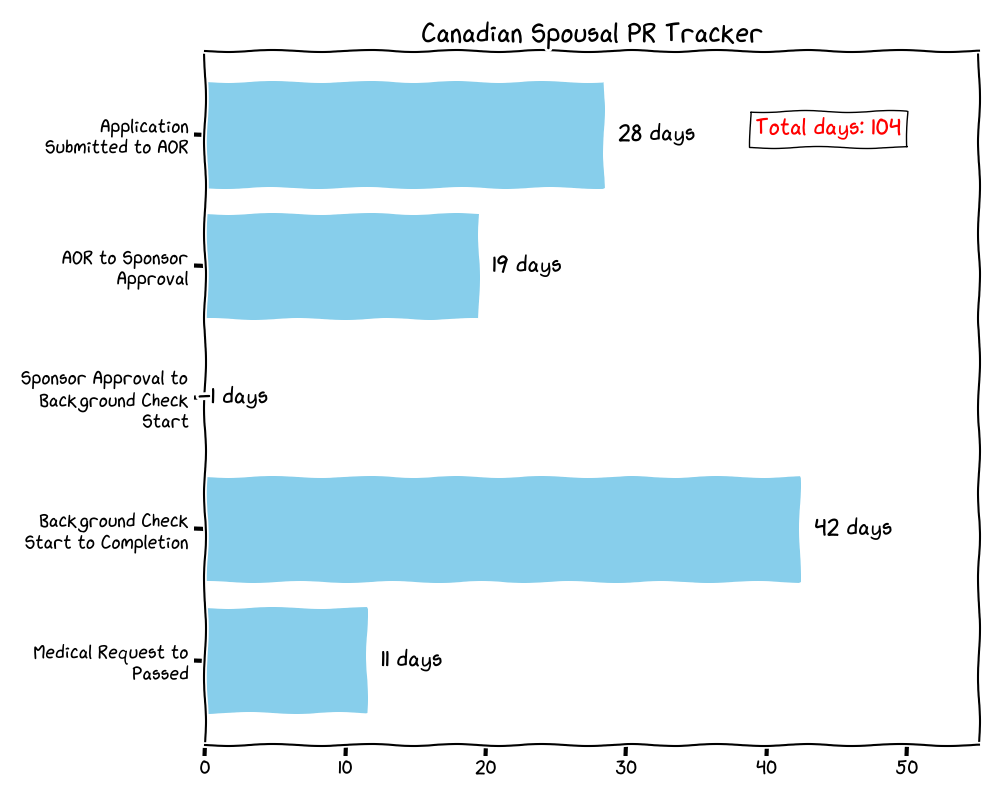 Canadian Spousal PR Tracker
Application
Submitted to AOR
28 days
Total days: 104
AOR to Sponsor
Approval
19 days
Sponsor Approval to
Background Check
Start
-1 days
Background Check
Start to Completion
42 days
Medical Request to
Passed
11 days
0 10 20 30 40 50